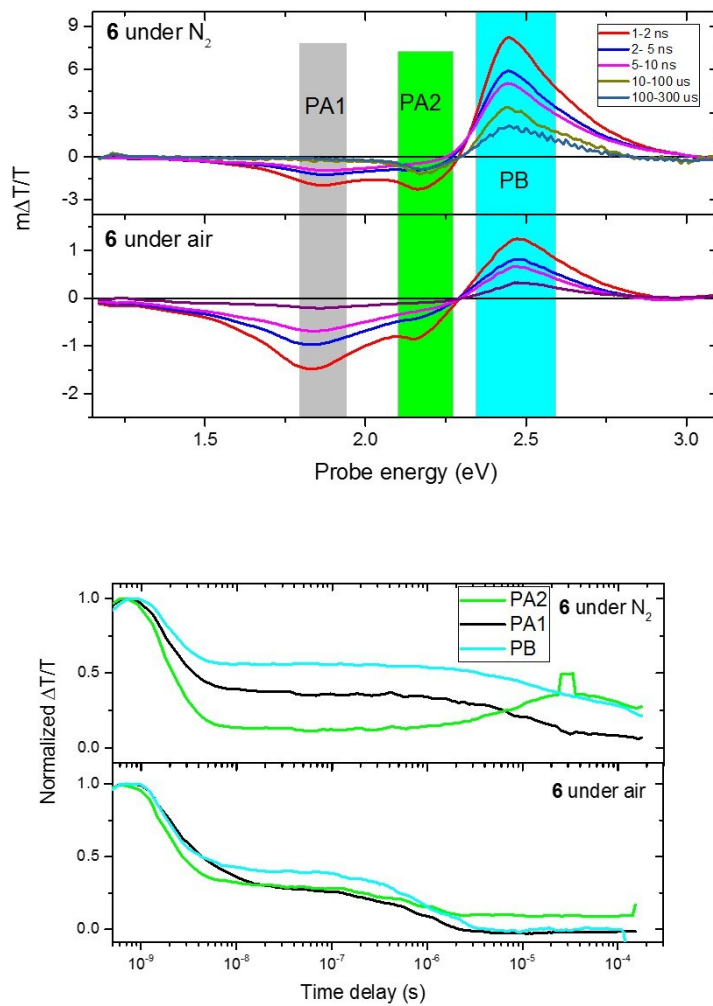 6 under N2
PA1
PA2
PB
1-2 ns
2- 5 ns
5-10 ns
10-100 us
100-300 us
9
6
3
0
-3
mΔT/T
6 under air
1
0
-1
-2
1.5
2.0
2.5
3.0
Probe energy (eV)
PA2
PA1
PB
6 under N2
1.0
0.5
0.0
Normalized ΔT/T
6 under air
1.0
0.5
0.0
10-9
10-8
10-7
10-6
10-5
10-4
Time delay (s)